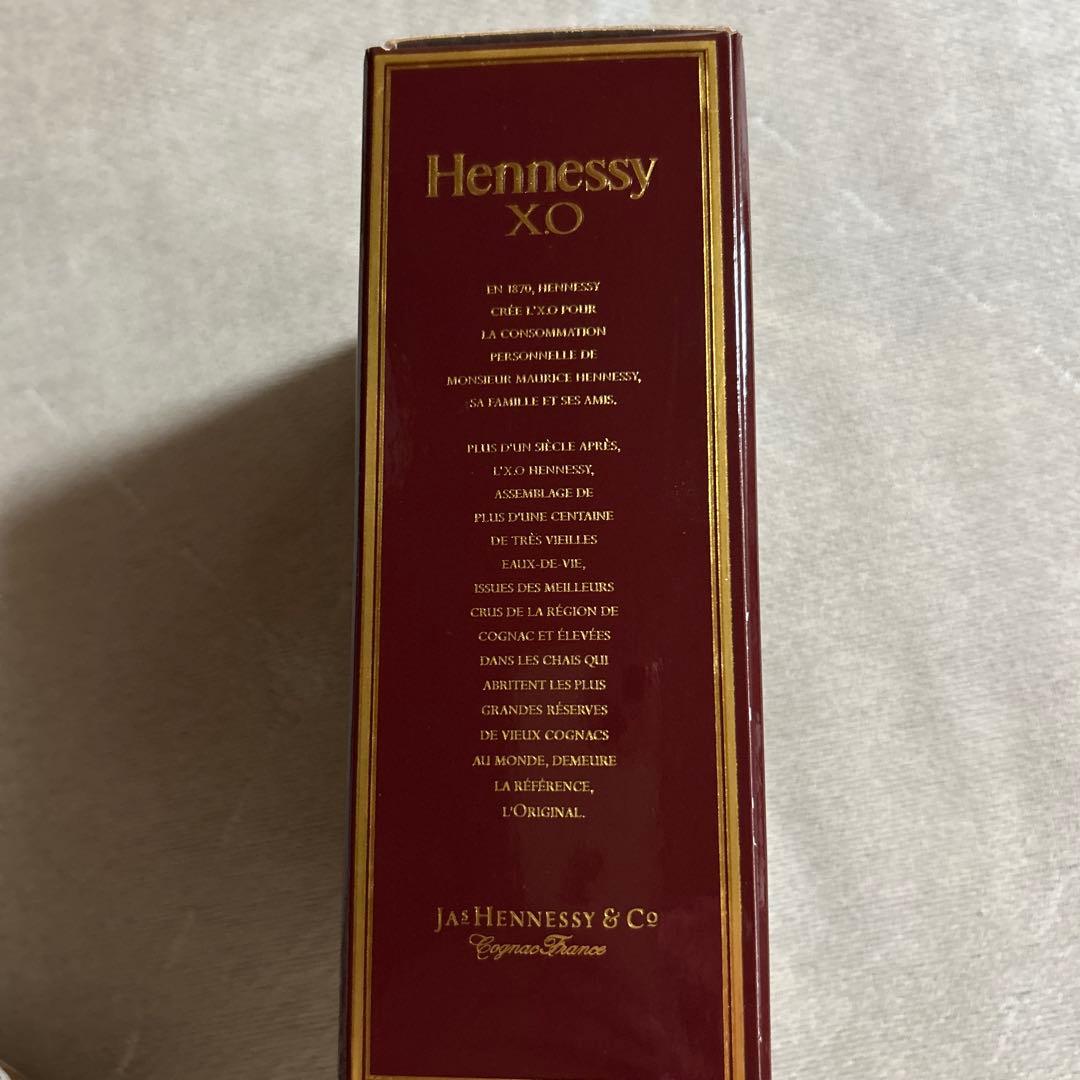 Hennessy
X.O
EN 1870, HENNESSY
CRÉE L'X.O POUR
LA CONSOMMATION
PERSONNELLE DE
MONSIEUR MAURICE HENNESSY,
SA FAMILLE ET SES AMIS.
PLUS D'UN SIÈCLE APRÈS,
L'X.O HENNESSY,
ASSEMBLAGE DE
PLUS D'UNE CENTAINE
DE TRÈS VIEILLES
EAUX-DE-VIE,
ISSUES DES MEILLEURS
CRUS DE LA RÉGION DE
COGNAC ET ÉLEVÉES
DANS LES CHAIS QUI
ABRITENT LES PLUS
GRANDES RÉSERVES
DE VIEUX COGNACS
AU MONDE, DEMEURE
LA RÉFÉRENCE,
L'ORIGINAL.
JAS HENNESSY & CO
Cognac France